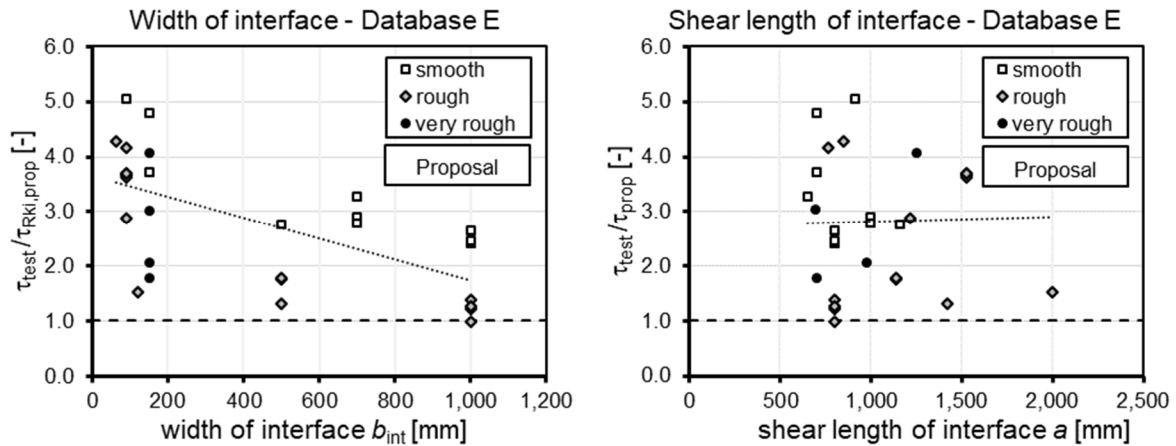 Width of interface - Database E
6.0
5.0
4.0
3.0
2.0
1.0
0.0
τtest/τRki,prop [-]
smooth
rough
very rough
Proposal
0 200 400 600 800 1,000 1,200
width of interface bint [mm]
Shear length of interface - Database E
6.0
5.0
4.0
3.0
2.0
1.0
0.0
τtest/τprop [-]
smooth
rough
very rough
Proposal
0 500 1,000 1,500 2,000 2,500
shear length of interface a [mm]